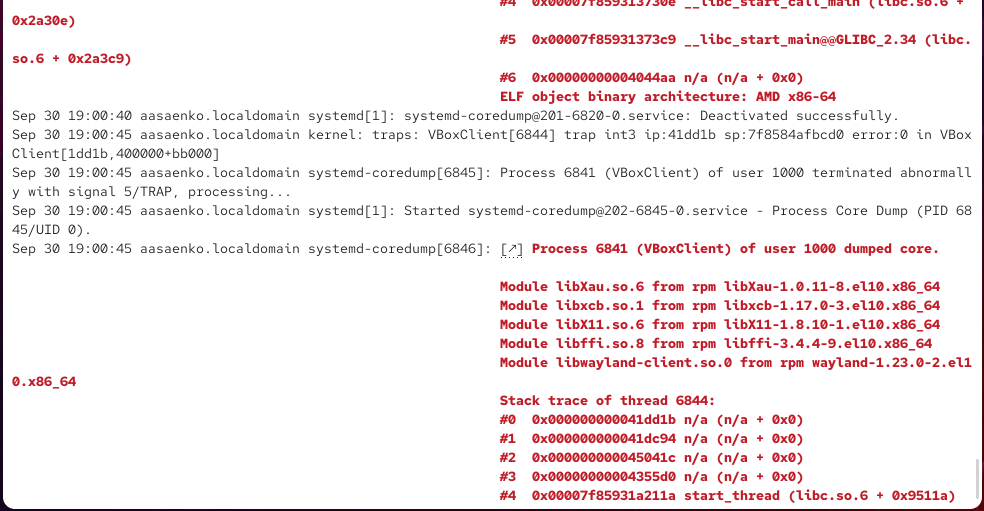 #4  0x00007f859313730e __libc_start_call_main (libc.so.6 +
0x2a30e)
#5  0x00007f85931373c9 __libc_start_main@@GLIBC_2.34 (libc.
so.6 + 0x2a3c9)
#6  0x00000000004044aa n/a (n/a + 0x0)
ELF object binary architecture: AMD x86-64
Sep 30 19:00:40 aasaenko.localdomain systemd[1]: systemd-coredump@201-6820-0.service: Deactivated successfully.
Sep 30 19:00:45 aasaenko.localdomain kernel: traps: VBoxClient[6844] trap int3 ip:41dd1b sp:7f8584afbcd0 error:0 in VBox
Client[1dd1b,400000+bb000]
Sep 30 19:00:45 aasaenko.localdomain systemd-coredump[6845]: Process 6841 (VBoxClient) of user 1000 terminated abnormall
y with signal 5/TRAP, processing...
Sep 30 19:00:45 aasaenko.localdomain systemd[1]: Started systemd-coredump@202-6845-0.service - Process Core Dump (PID 68
45/UID 0).
Sep 30 19:00:45 aasaenko.localdomain systemd-coredump[6846]: [↗] Process 6841 (VBoxClient) of user 1000 dumped core.
Module libXau.so.6 from rpm libXau-1.0.11-8.el10.x86_64
Module libxcb.so.1 from rpm libxcb-1.17.0-3.el10.x86_64
Module libX11.so.6 from rpm libX11-1.8.10-1.el10.x86_64
Module libffi.so.8 from rpm libffi-3.4.4-9.el10.x86_64
Module libwayland-client.so.0 from rpm wayland-1.23.0-2.el1
0.x86_64
Stack trace of thread 6844:
#0  0x000000000041dd1b n/a (n/a + 0x0)
#1  0x000000000041dc94 n/a (n/a + 0x0)
#2  0x000000000045041c n/a (n/a + 0x0)
#3  0x00000000004355d0 n/a (n/a + 0x0)
#4  0x00007f85931a211a start_thread (libc.so.6 + 0x9511a)